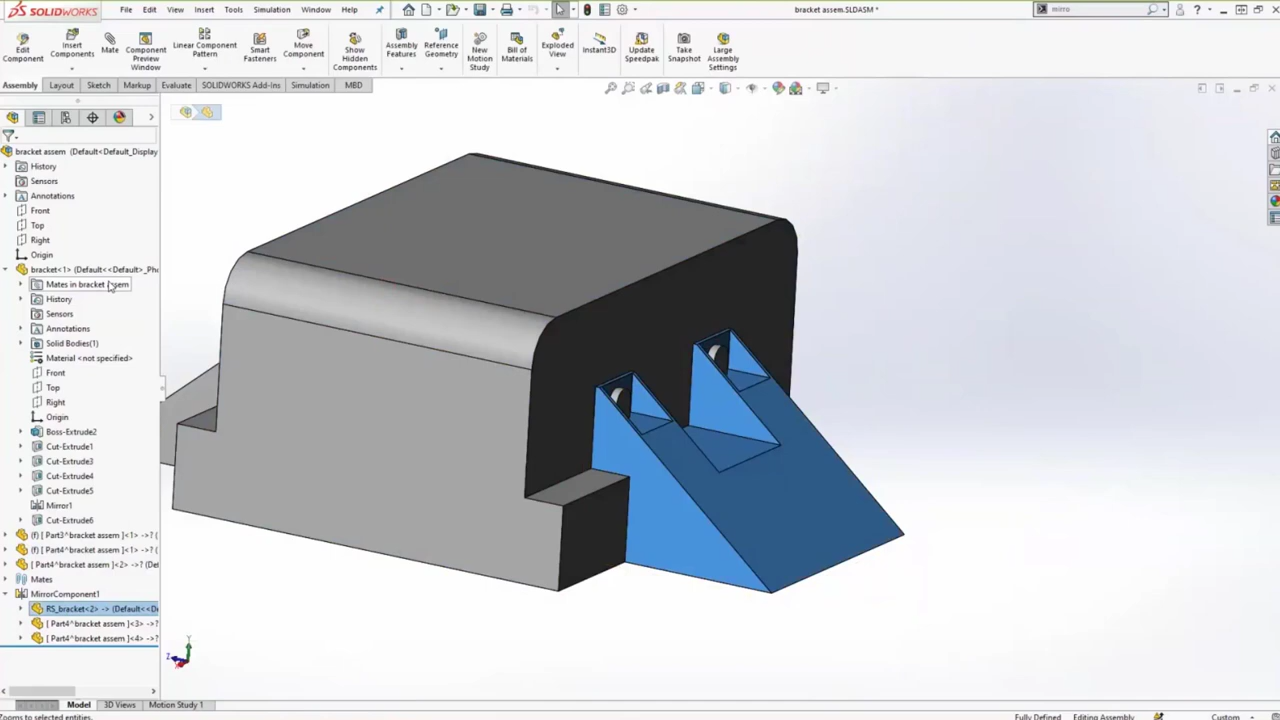 SOLIDWORKS File Edit View Insert Tools Simulation Window Help bracket assem.SLDASM * mirro
Edit Component
Insert Components
Mate
Component Preview Window
Linear Component Pattern
Smart Fasteners
Move Component
Show Hidden Components
Assembly Features
Reference Geometry
New Motion Study
Bill of Materials
Exploded View
Instant3D
Update Speedpak
Take Snapshot
Large Assembly Settings
Assembly Layout Sketch Markup Evaluate SOLIDWORKS Add-Ins Simulation MBD
bracket assem (Default<Default_Display
History
Sensors
Annotations
Front
Top
Right
Origin
bracket<1> (Default<<Default>_Pho
Mates in bracket assem
History
Sensors
Annotations
Solid Bodies(1)
Material <not specified>
Front
Top
Right
Origin
Boss-Extrude2
Cut-Extrude1
Cut-Extrude3
Cut-Extrude4
Cut-Extrude5
Mirror1
Cut-Extrude6
(f) [ Part3^bracket assem ]<1> ->? (
(f) [ Part4^bracket assem ]<1> ->? (
[ Part4^bracket assem ]<2> ->? (De
Mates
MirrorComponent1
RS_bracket<2> -> (Default<<D
[ Part4^bracket assem ]<3> ->?
[ Part4^bracket assem ]<4> ->?
Y
Z
X
Model 3D Views Motion Study 1
Zooms to selected entities. Fully Defined Editing Assembly Custom